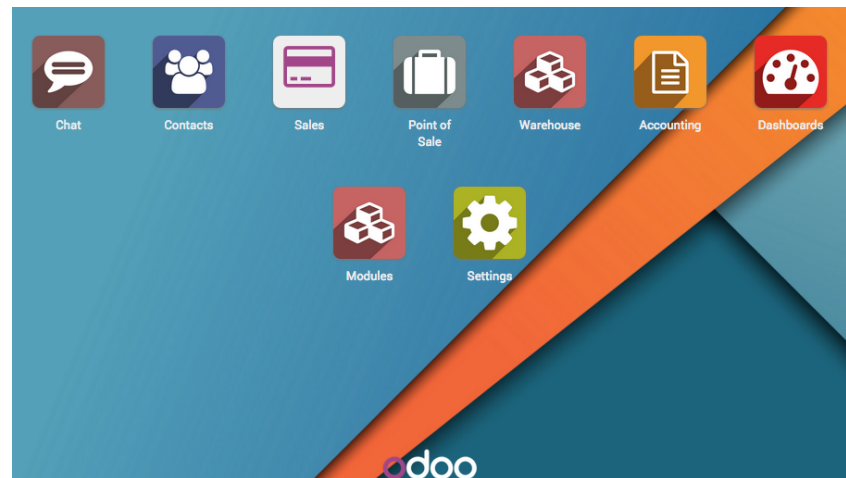 Chat
Contacts
Sales
Point of
Sale
Warehouse
Accounting
Dashboards
Modules
Settings
odoo